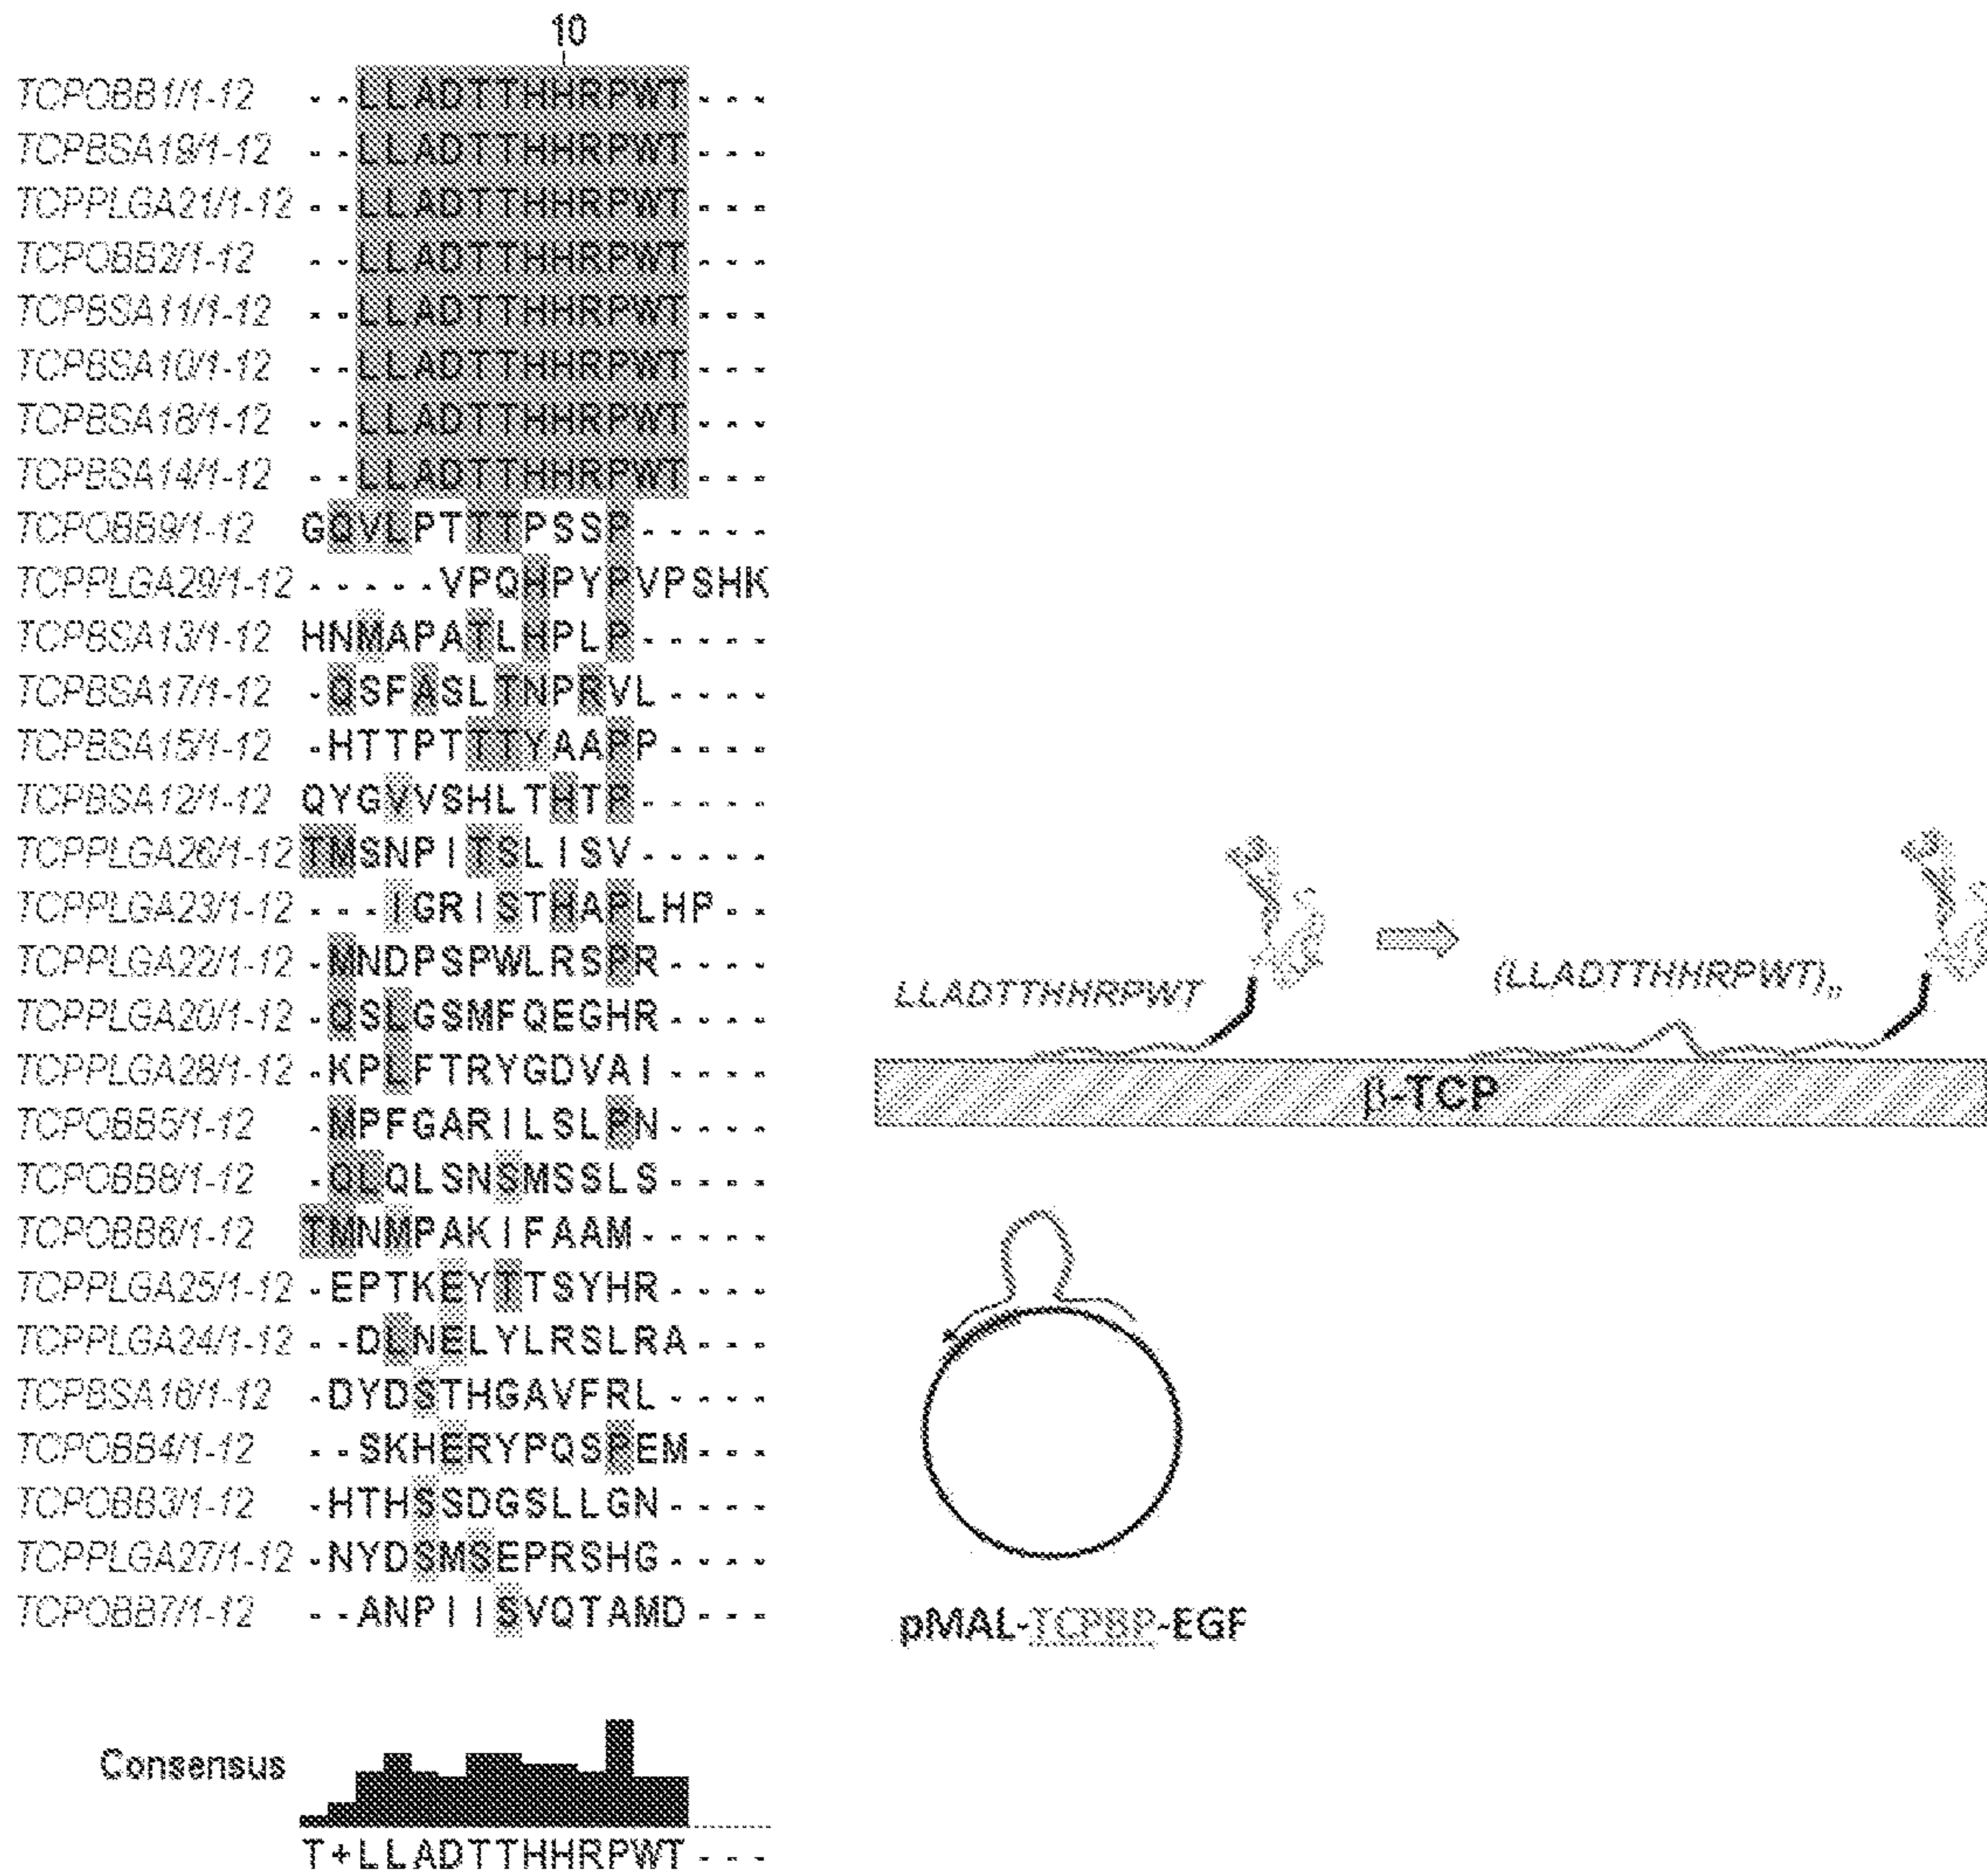 10
TCPOBB1/1-12 --LLADTTHHRPWT---
TCPBSA19/1-12 --LLADTTHHRPWT---
TCPPLGA21/1-12 --LLADTTHHRPWT---
TCPOBB2/1-12 --LLADTTHHRPWT---
TCPBSA11/1-12 --LLADTTHHRPWT---
TCPBSA10/1-12 --LLADTTHHRPWT---
TCPBSA18/1-12 --LLADTTHHRPWT---
TCPBSA14/1-12 --LLADTTHHRPWT---
TCPOBB9/1-12 GQVLPTTTPSSP-----
TCPPLGA29/1-12 -----VPQHPYPVPSHK
TCPBSA13/1-12 HNMAPATLHPLP-----
TCPBSA17/1-12 -QSFASLTNPRVL----
TCPBSA15/1-12 -HTTPTTTYAAPP----
TCPBSA12/1-12 QYGVVSHLTHTP-----
TCPPLGA26/1-12 TMSNPITSLISV-----
TCPPLGA23/1-12 ---IGRISTHAPLHP--
TCPPLGA22/1-12 -MNDPSPWLRSPR----
TCPPLGA20/1-12 -QSLGSMFQEGHR----
TCPPLGA28/1-12 -KPLFTRYGDVAI----
TCPOBB5/1-12 -MPFGARILSLPN----
TCPOBB8/1-12 -QLQLSNSMSSLS----
TCPOBB6/1-12 TMNMPAKIFAAM-----
TCPPLGA25/1-12 -EPTKEYTTSYHR----
TCPPLGA24/1-12 --DLNELYLRSLRA---
TCPBSA16/1-12 -DYDSTHGAVFRL----
TCPOBB4/1-12 --SKHERYPQSPEM---
TCPOBB3/1-12 -HTHSSDGSLLGN----
TCPPLGA27/1-12 -NYDSMSEPRSHG----
TCPOBB7/1-12 --ANPIISVQTAMD---
Consensus
T+LLADTTHHRPWT---
LLADTTHHRPWT
(LLADTTHHRPWT)n
β-TCP
pMAL-TCPBP-EGF